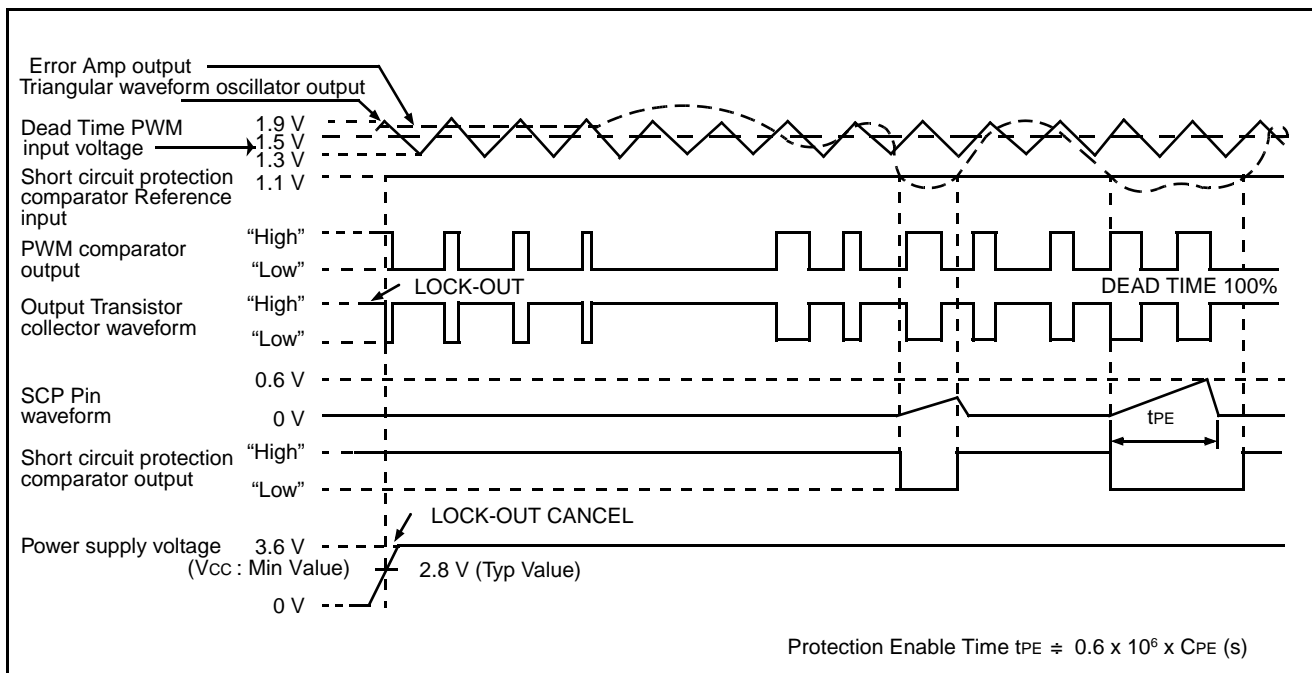 Error Amp output
Triangular waveform oscillator output
Dead Time PWM
input voltage
1.9 V
1.5 V
1.3 V
Short circuit protection
comparator Reference
input
1.1 V
PWM comparator
output
“High”
“Low”
LOCK-OUT
DEAD TIME 100%
Output Transistor
collector waveform
“High”
“Low”
SCP Pin
waveform
0.6 V
0 V
tPE
Short circuit protection
comparator output
“High”
“Low”
LOCK-OUT CANCEL
Power supply voltage
(VCC : Min Value)
3.6 V
2.8 V (Typ Value)
0 V
Protection Enable Time tPE ≑ 0.6 x 10⁶ x CPE (s)